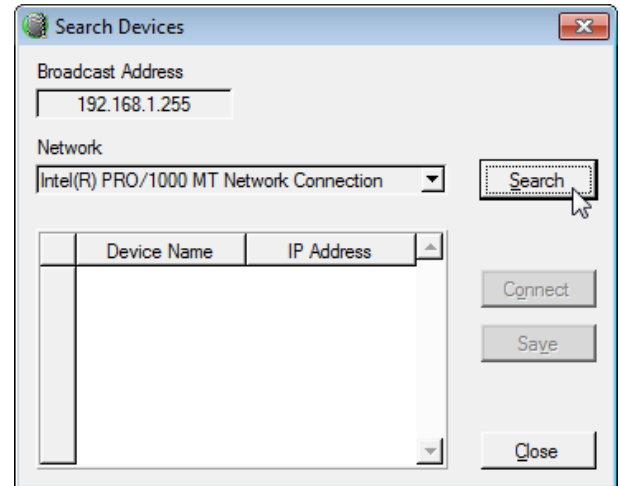 Search Devices
Broadcast Address
192.168.1.255
Network
Intel(R) PRO/1000 MT Network Connection
Search
Device Name IP Address
Connect
Save
Close